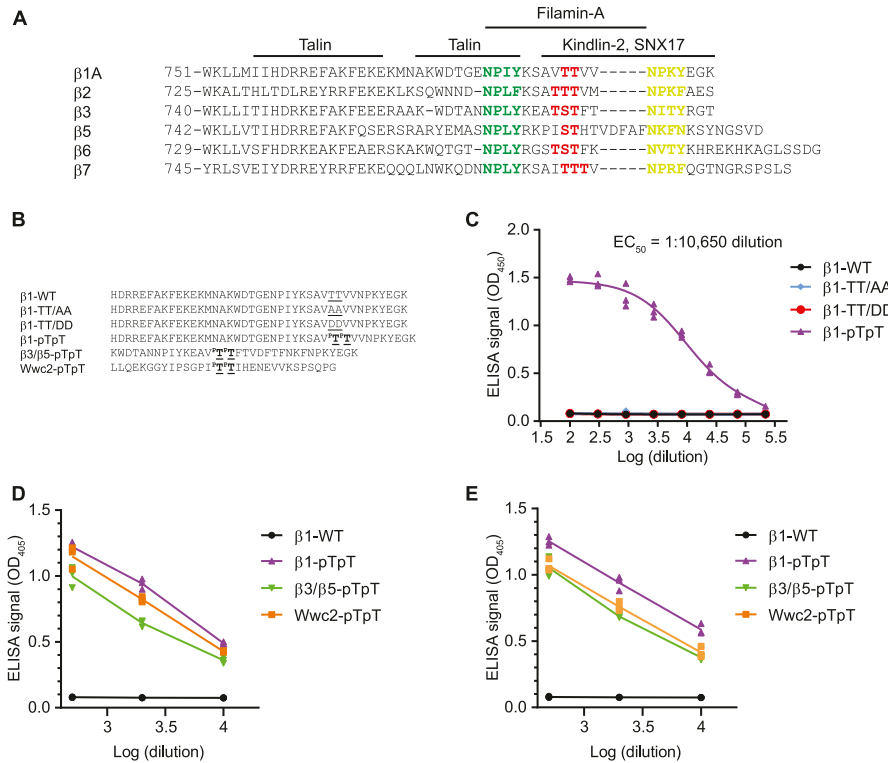 A
Filamin-A
Talin Talin Kindlin-2, SNX17
β1A 751-WKLLMIIHDRREFAKFEKEKMNAKWDTGENPIYKSAVTTVV-----NPKYEGK
β2 725-WKALTHLTDLREYRRFEKEKLKSQWNNDD-NPLFKSATTTVM-----NPKFAES
β3 740-WKLLITIHDRKEFAKFEEERAAK-WDTANNPLYKEATSTFT-----NITYRGT
β5 742-WKLLVTIHDRREFAKFQSERSRARYEMASNPLYRKPISTHTVDFAFNKFNKSYNGSVD
β6 729-WKLLVSFHDRKEAKFEAERSKAKWQTGT-NPLYRGSTSTFK-----NVTYKHREKHKAGLSSDG
β7 745-YRLSVEIYDRREYRRFEKEQQQLNWKQDNNPLYKSAITTTV-----NPRFQGTNGRSPSLS
B
β1-WT HDRREFAKFEKEKMNAKWDTGENPIYKSAVTTVVNPKYEGK
β1-TT/AA HDRREFAKFEKEKMNAKWDTGENPIYKSAVAAVVNPKYEGK
β1-TT/DD HDRREFAKFEKEKMNAKWDTGENPIYKSAVDDVVNPKYEGK
β1-pTpT HDRREFAKFEKEKMNAKWDTGENPIYKSAVᵖTᵖTVVNPKYEGK
β3/β5-pTpT KWDTANNPIYKEAVᵖTᵖTFTVDFTNFKNPKYEGK
Wwc2-pTpT LLQEKGGYIPSGPIᵖTᵖTIHENEVVKSPSQPG
C
EC₅₀ = 1:10,650 dilution
ELISA signal (OD₄₅₀)
2.0
1.5
1.0
0.5
0.0
1.5 2 2.5 3 3.5 4 4.5 5 5.5
Log (dilution)
β1-WT
β1-TT/AA
β1-TT/DD
β1-pTpT
D
ELISA signal (OD₄₀₅)
1.5
1.0
0.5
0.0
3 3.5 4
Log (dilution)
β1-WT
β1-pTpT
β3/β5-pTpT
Wwc2-pTpT
E
ELISA signal (OD₄₀₅)
1.5
1.0
0.5
0.0
3 3.5 4
Log (dilution)
β1-WT
β1-pTpT
β3/β5-pTpT
Wwc2-pTpT